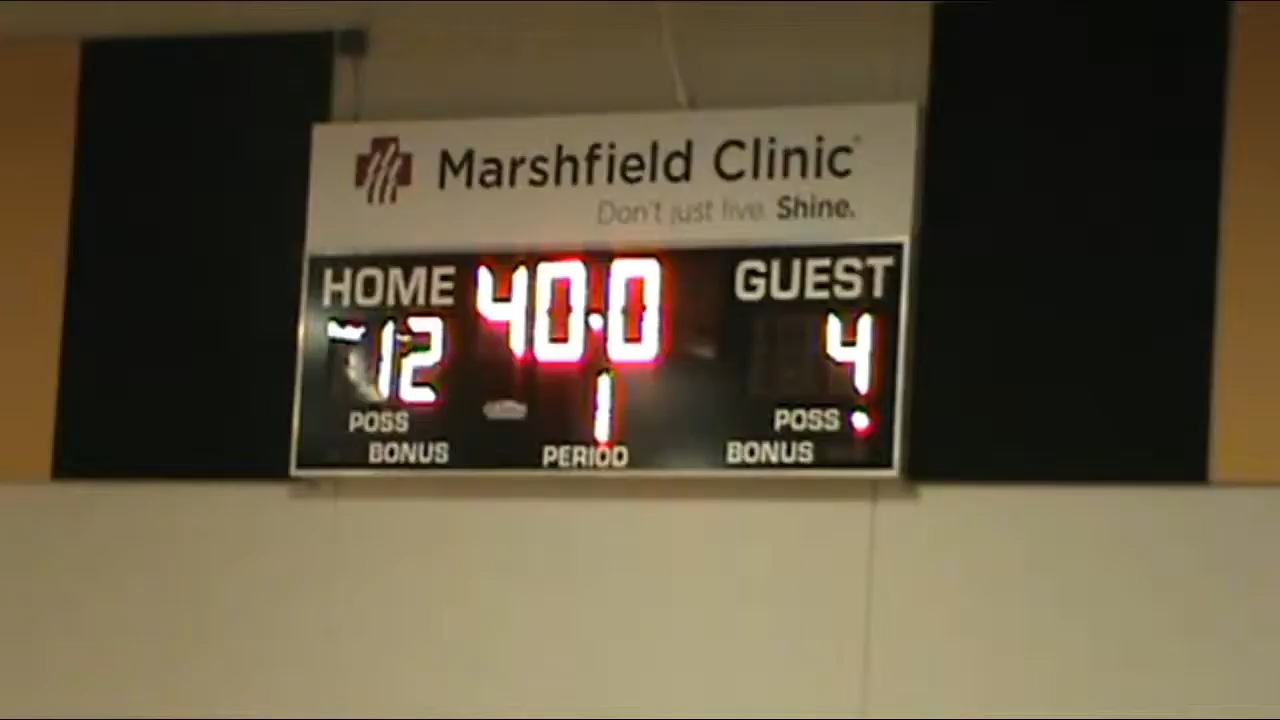 Marshfield Clinic
Don't just live. Shine.
HOME 40.0 GUEST
12 4
1
POSS POSS
BONUS PERIOD BONUS